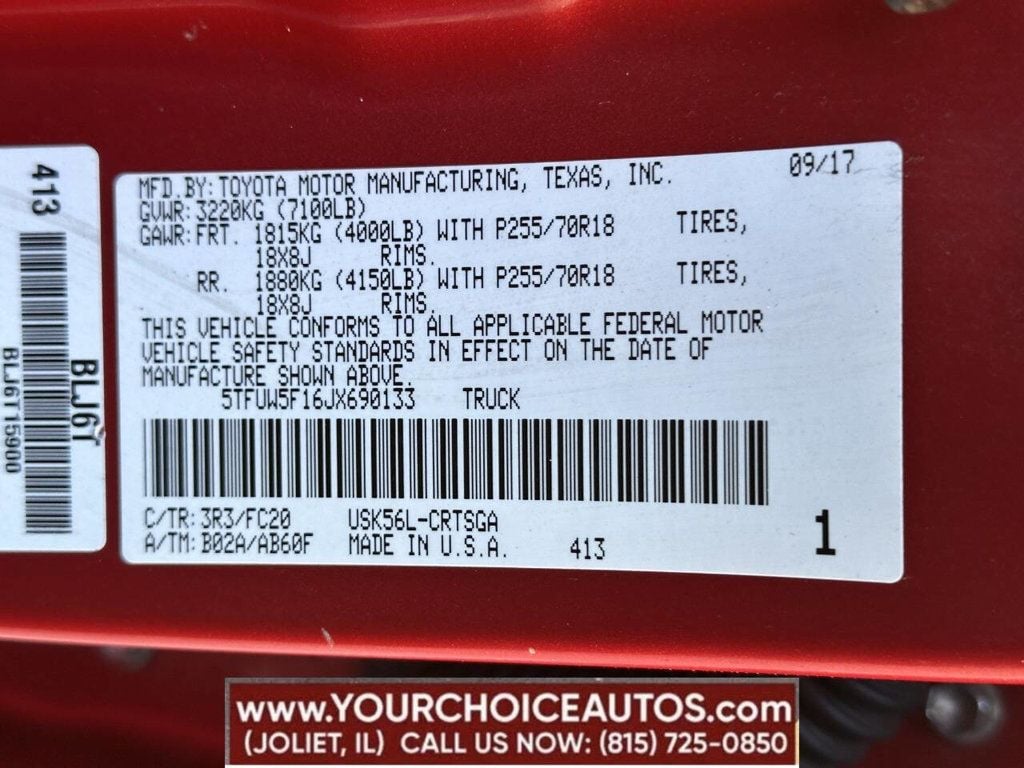 413
BLJ6T
BLJ6T15900
MFD.BY: TOYOTA MOTOR MANUFACTURING, TEXAS, INC. 09/17
GVWR: 3220KG (7100LB)
GAWR: FRT. 1815KG (4000LB) WITH P255/70R18 TIRES,
18X8J RIMS.
RR. 1880KG (4150LB) WITH P255/70R18 TIRES,
18X8J RIMS.
THIS VEHICLE CONFORMS TO ALL APPLICABLE FEDERAL MOTOR
VEHICLE SAFETY STANDARDS IN EFFECT ON THE DATE OF
MANUFACTURE SHOWN ABOVE.
5TFUW5F16JX690133 TRUCK
C/TR: 3R3/FC20 USK56L-CRTSGA
A/TM: B02A/AB60F MADE IN U.S.A. 413 1
www.YOURCHOICEAUTOS.com
(JOLIET, IL) CALL US NOW: (815) 725-0850